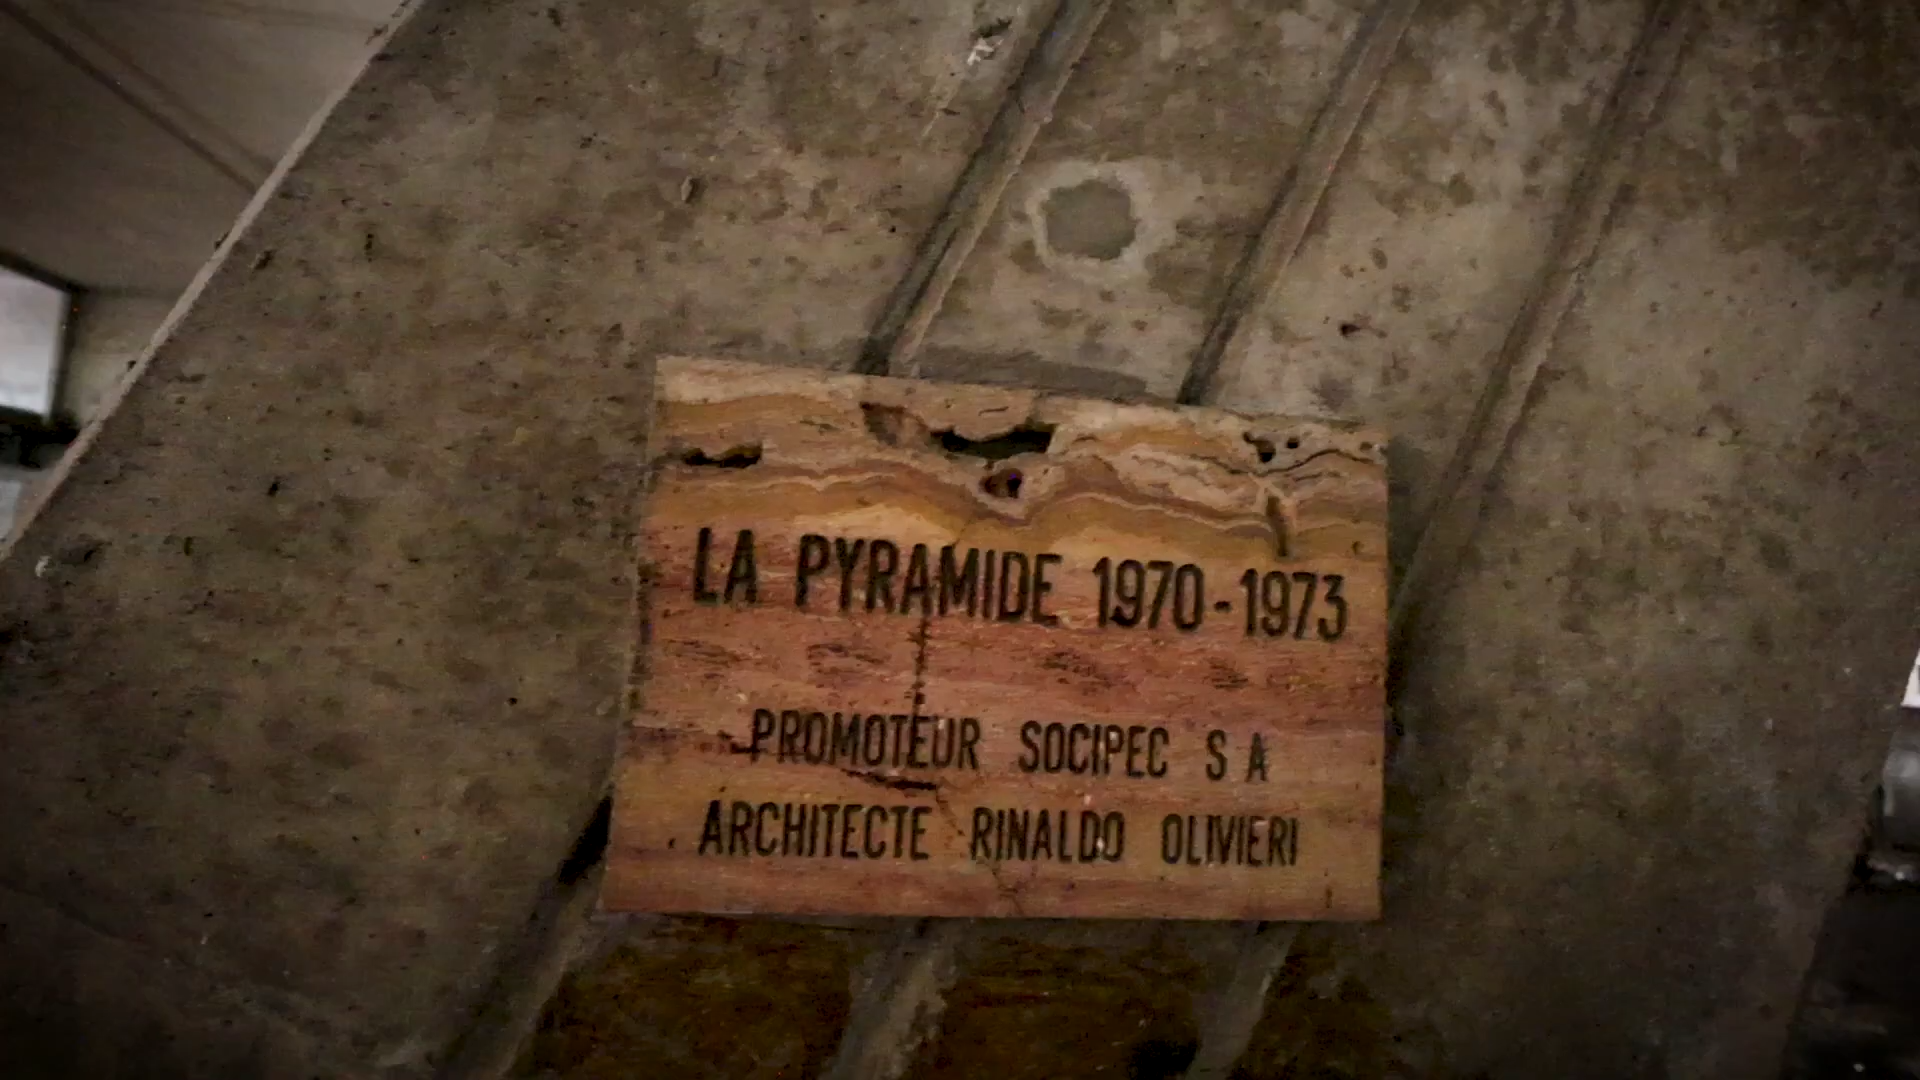 LA PYRAMIDE 1970-1973
PROMOTEUR SOCIPEC S A
ARCHITECTE RINALDO OLIVIERI